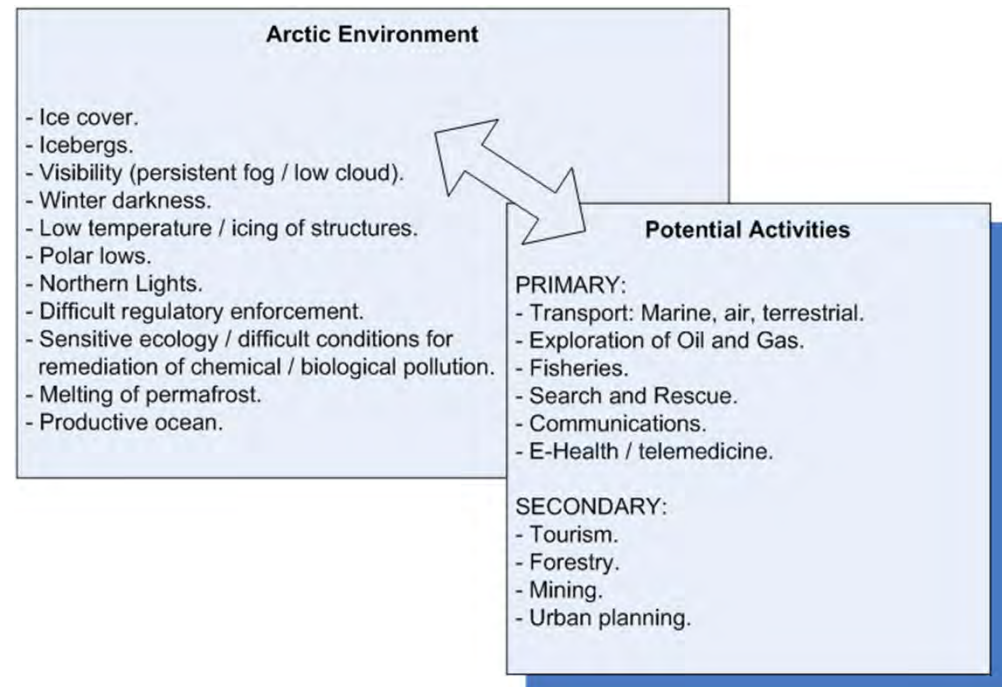 Arctic Environment
- Ice cover.
- Icebergs.
- Visibility (persistent fog / low cloud).
- Winter darkness.
- Low temperature / icing of structures.
- Polar lows.
- Northern Lights.
- Difficult regulatory enforcement.
- Sensitive ecology / difficult conditions for
remediation of chemical / biological pollution.
- Melting of permafrost.
- Productive ocean.
Potential Activities
PRIMARY:
- Transport: Marine, air, terrestrial.
- Exploration of Oil and Gas.
- Fisheries.
- Search and Rescue.
- Communications.
- E-Health / telemedicine.
SECONDARY:
- Tourism.
- Forestry.
- Mining.
- Urban planning.